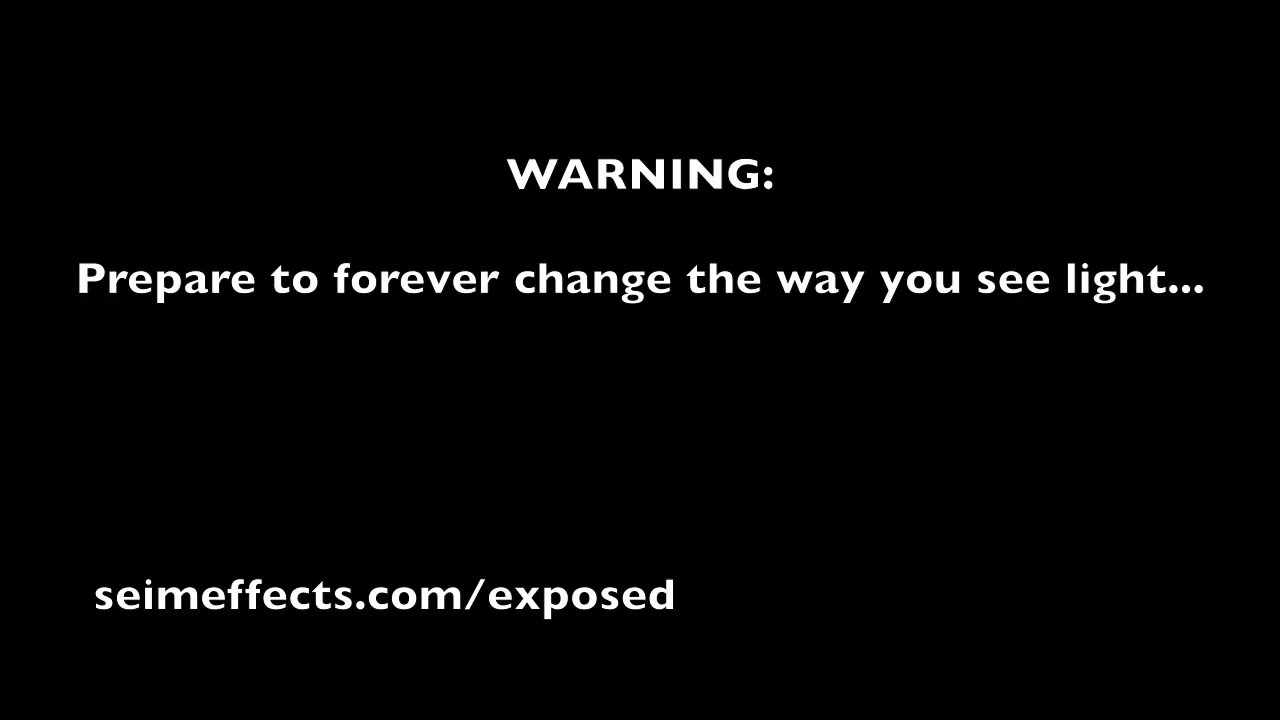 WARNING:
Prepare to forever change the way you see light...
seimeffects.com/exposed